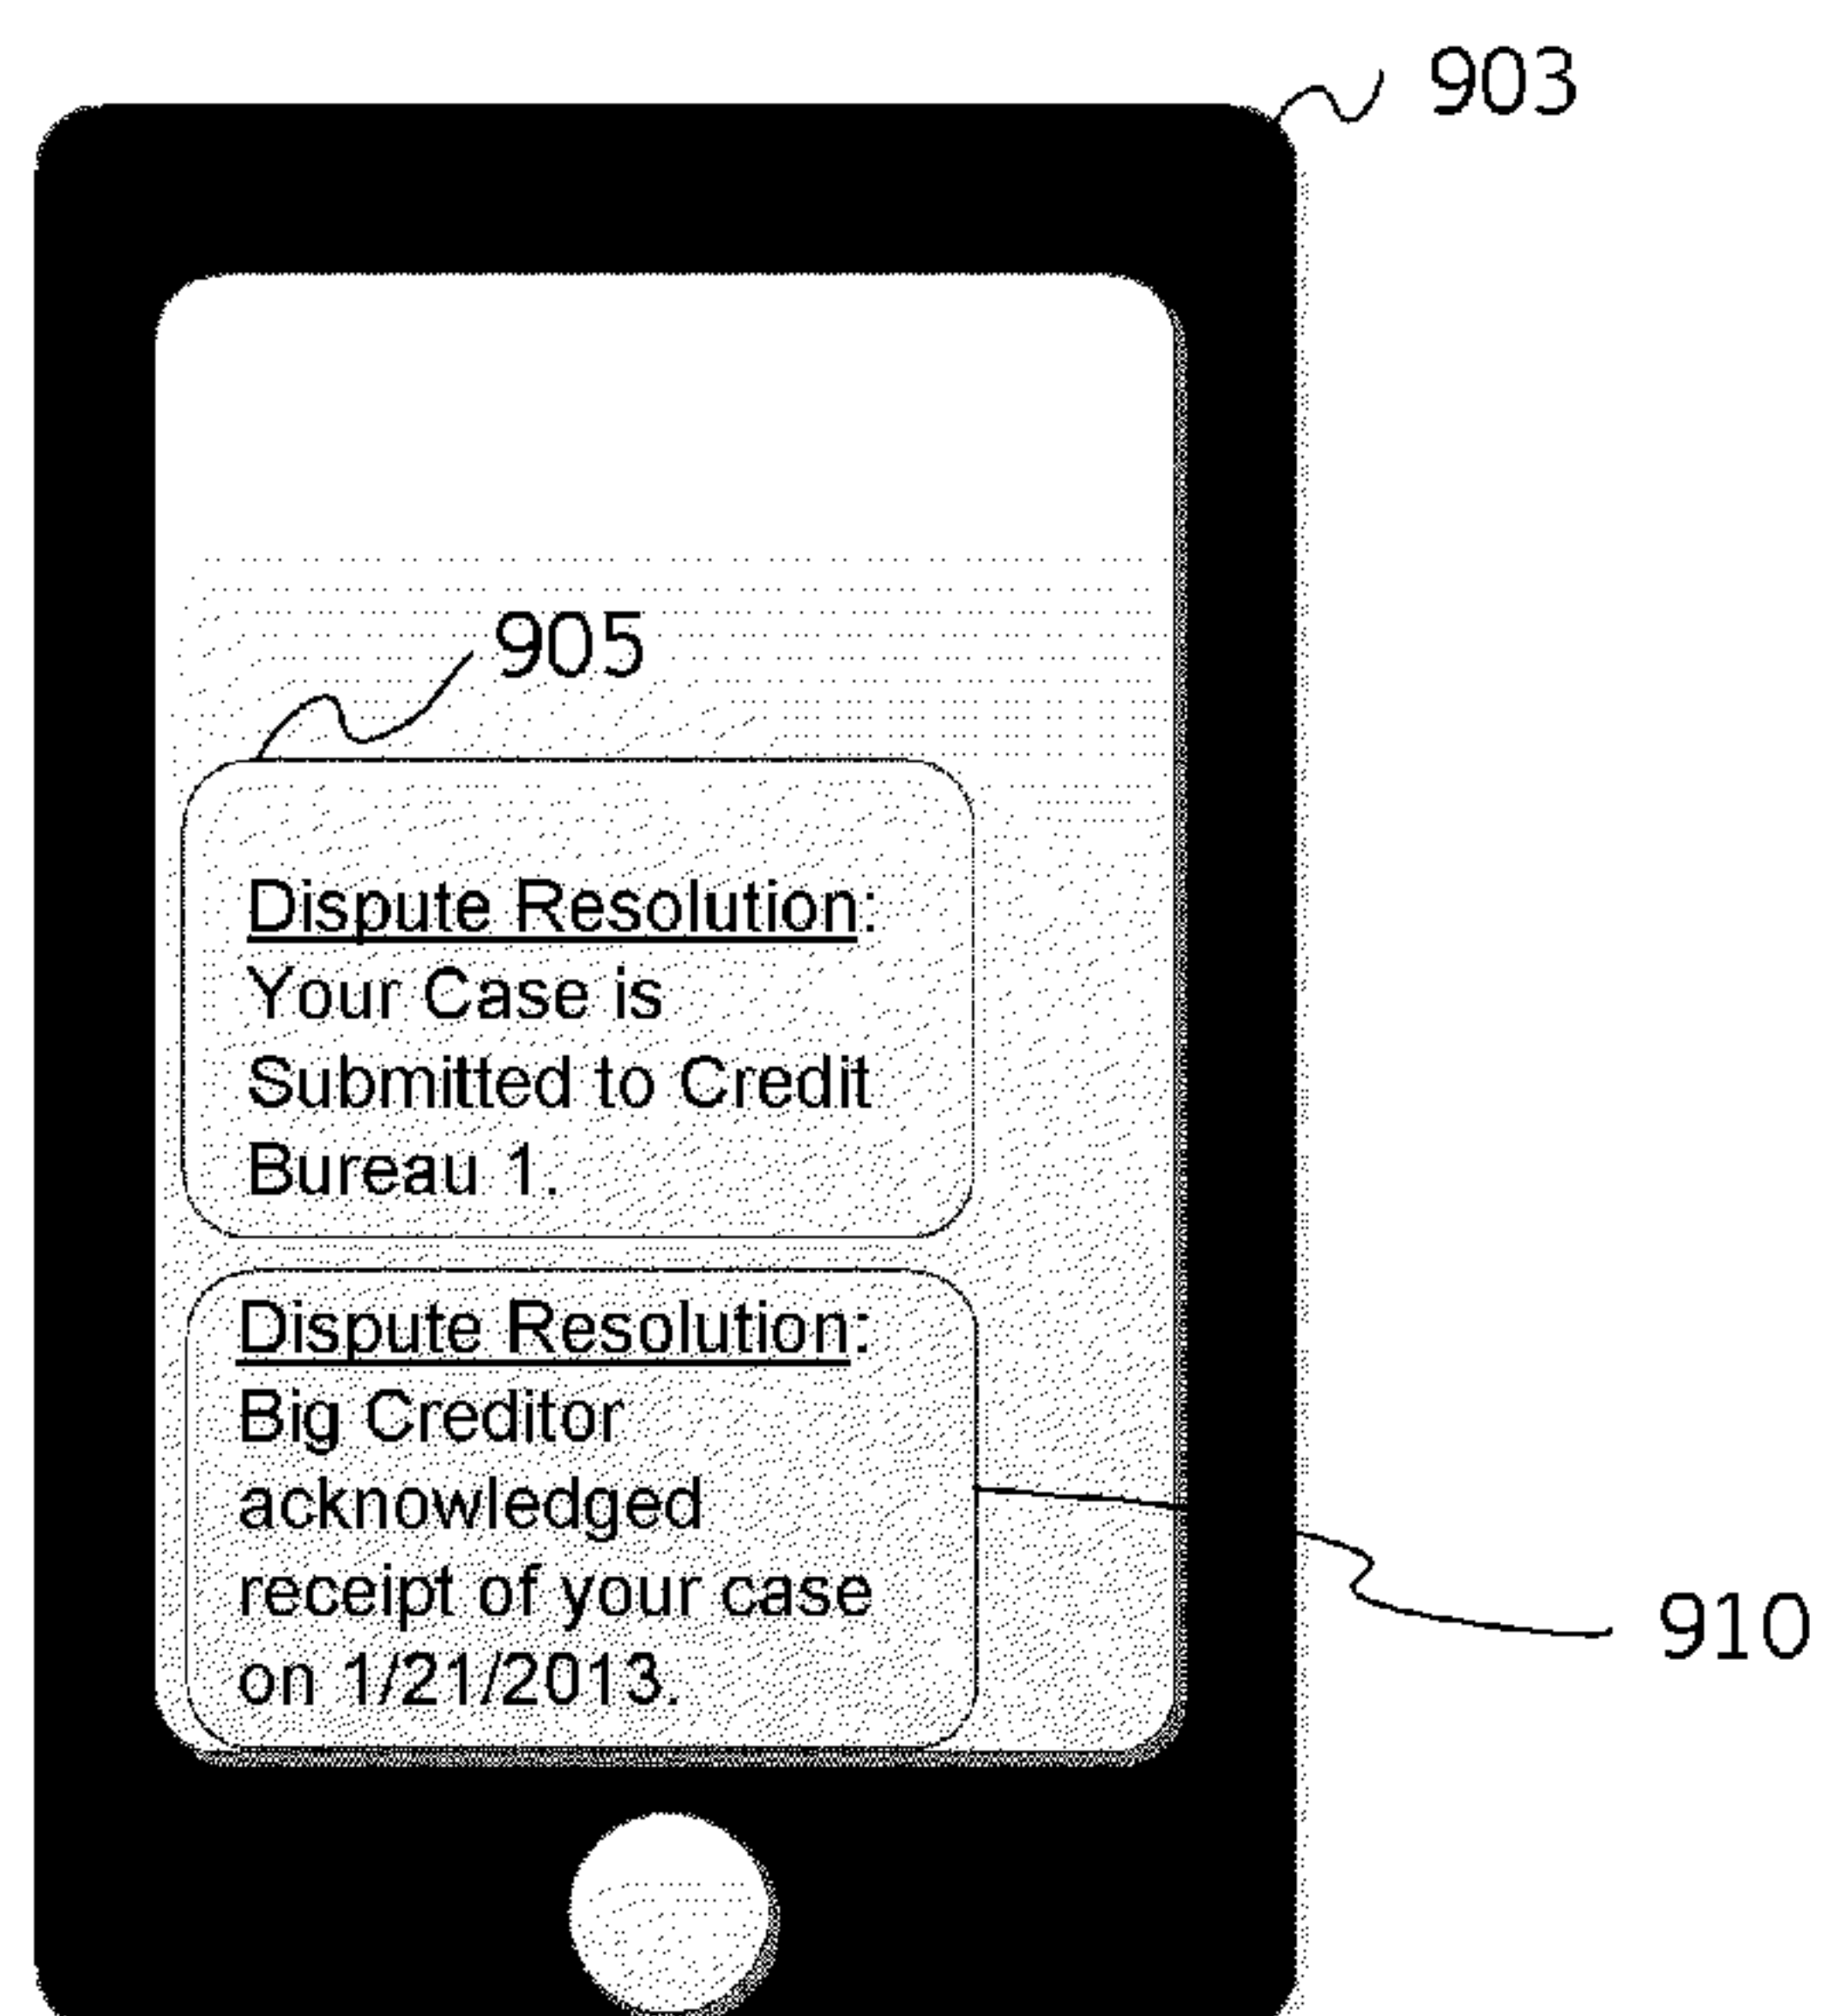 903
905
Dispute Resolution:
Your Case is
Submitted to Credit
Bureau 1.
Dispute Resolution:
Big Creditor
acknowledged
receipt of your case
on 1/21/2013.
910